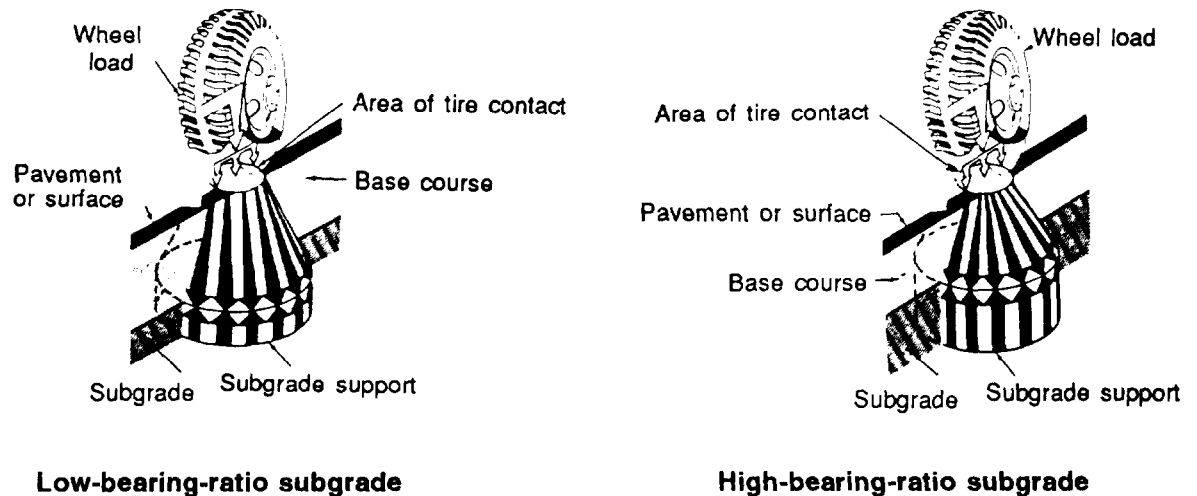 Wheel
load
Area of tire contact
Pavement
or surface
Base course
Subgrade
Subgrade support
Low-bearing-ratio subgrade
Wheel load
Area of tire contact
Pavement or surface
Base course
Subgrade
Subgrade support
High-bearing-ratio subgrade